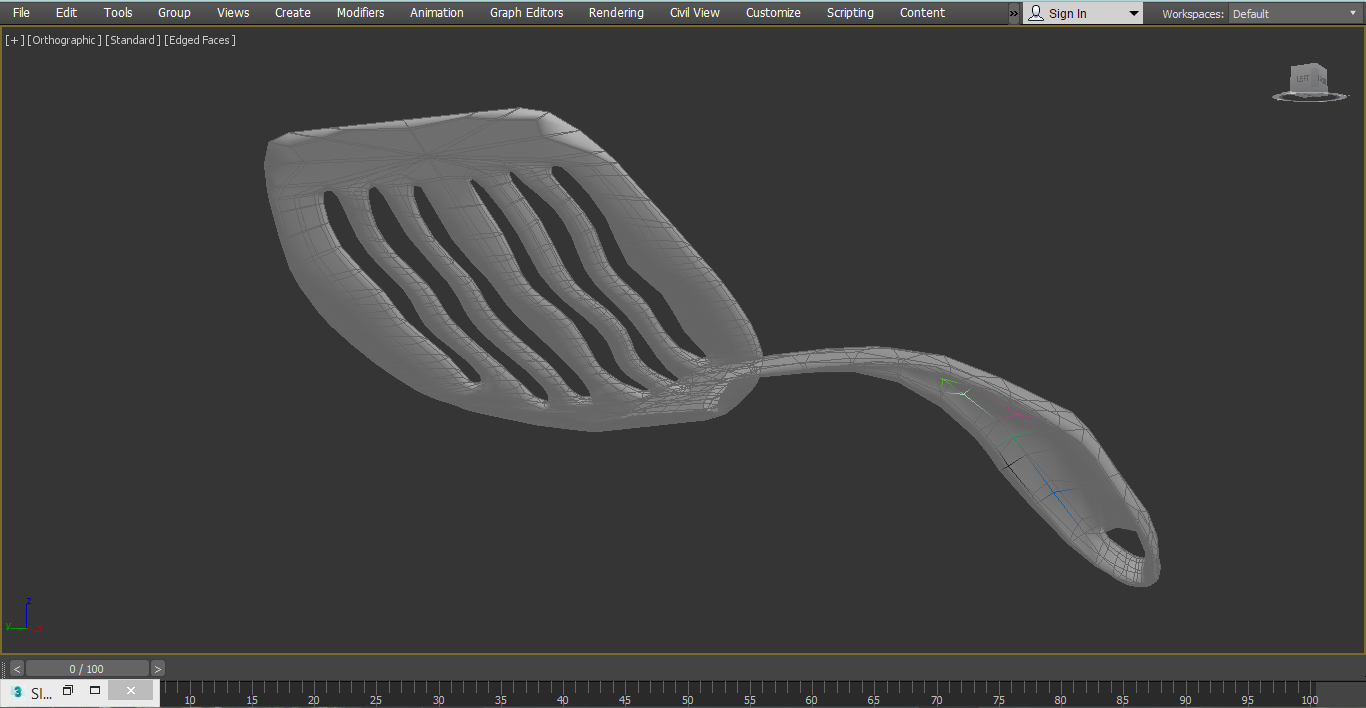 File Edit Tools Group Views Create Modifiers Animation Graph Editors Rendering Civil View Customize Scripting Content » Sign In Workspaces: Default
[+] [Orthographic] [Standard] [Edged Faces]
LEFT
z
y
x
< 0 / 100 >
3 Sl...
10 15 20 25 30 35 40 45 50 55 60 65 70 75 80 85 90 95 100